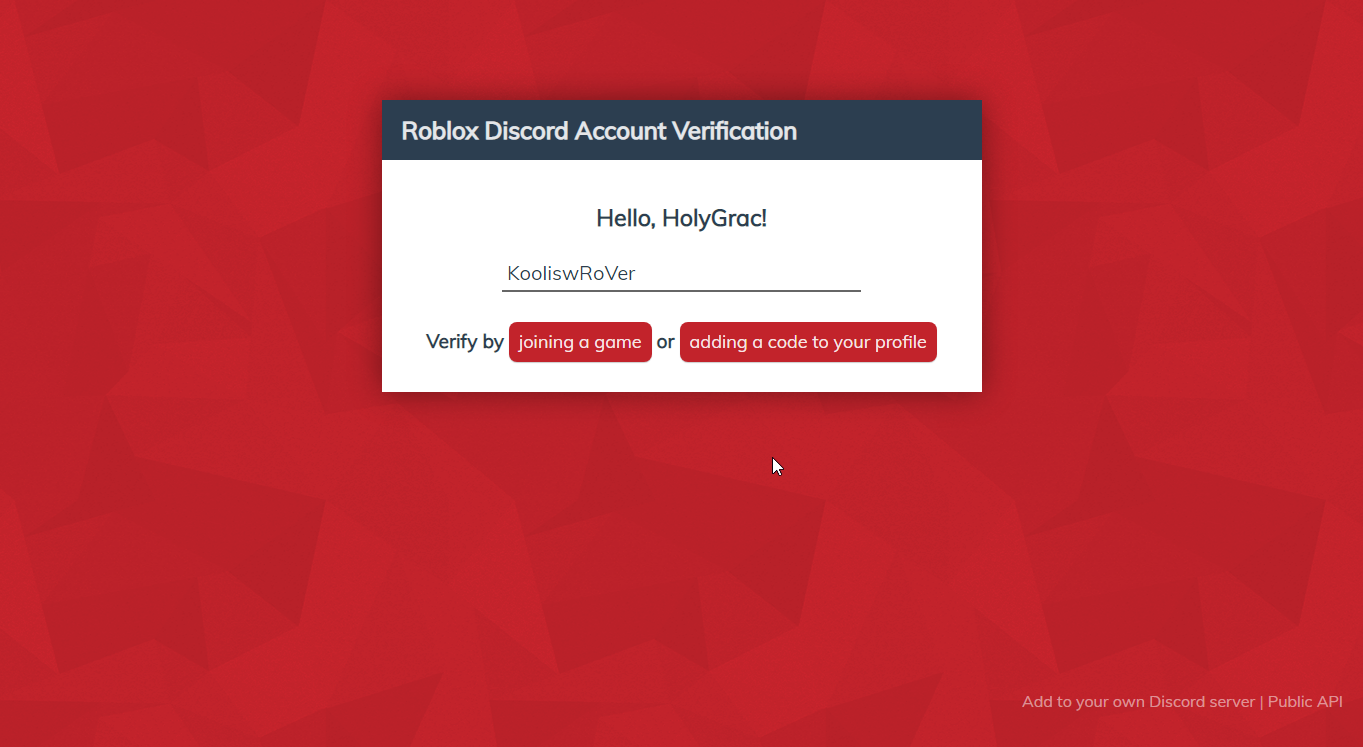 Roblox Discord Account Verification
Hello, HolyGrac!
KooliswRoVer
Verify by joining a game or adding a code to your profile
Add to your own Discord server | Public API